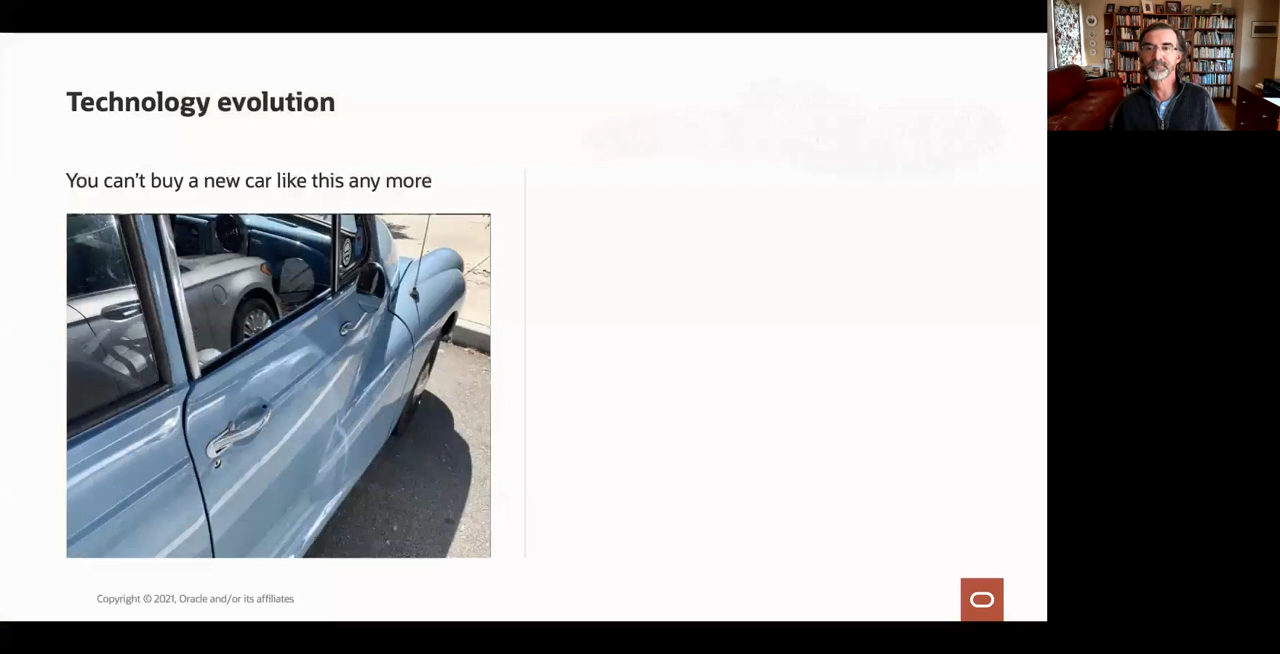 Technology evolution
You can't buy a new car like this any more
Copyright © 2021, Oracle and/or its affiliates